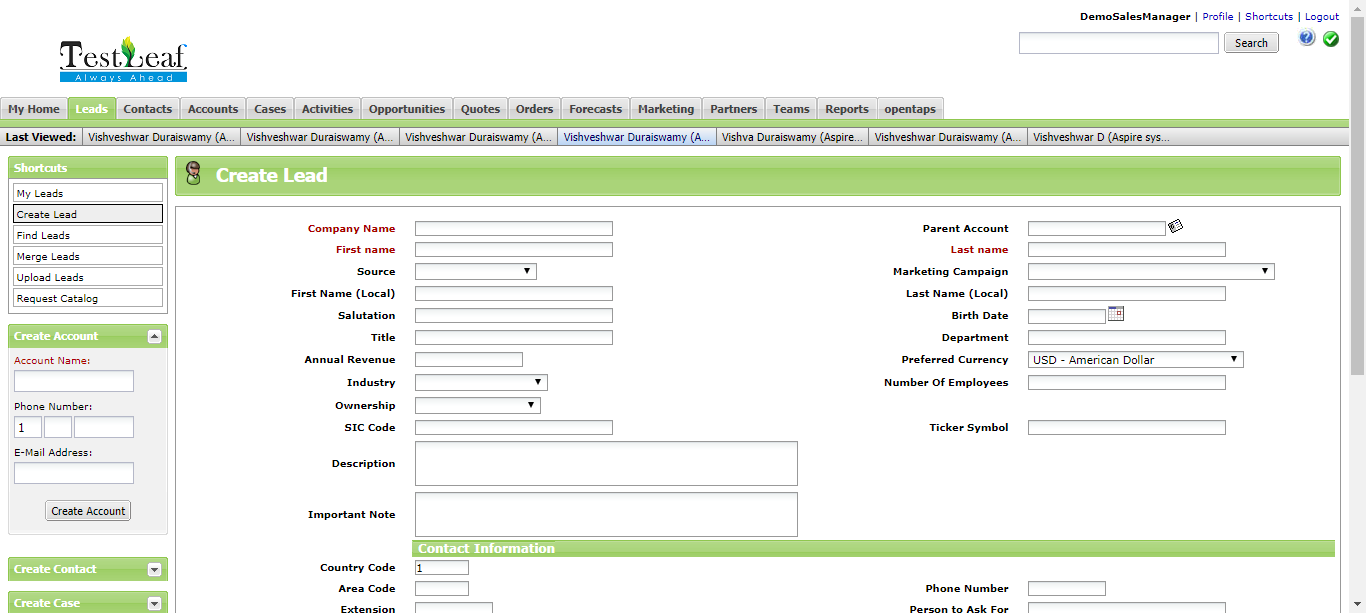 DemoSalesManager | Profile | Shortcuts | Logout
TestLeaf
Always Ahead
Search
My Home Leads Contacts Accounts Cases Activities Opportunities Quotes Orders Forecasts Marketing Partners Teams Reports opentaps
Last Viewed: Vishveshwar Duraiswamy (A... Vishveshwar Duraiswamy (A... Vishveshwar Duraiswamy (A... Vishveshwar Duraiswamy (A... Vishva Duraiswamy (Aspire... Vishveshwar Duraiswamy (A... Vishveshwar D (Aspire sys...
Shortcuts
My Leads
Create Lead
Find Leads
Merge Leads
Upload Leads
Request Catalog
Create Account
Account Name:
Phone Number:
1
E-Mail Address:
Create Account
Create Contact
Create Case
Create Lead
Company Name Parent Account
First name Last name
Source Marketing Campaign
First Name (Local) Last Name (Local)
Salutation Birth Date
Title Department
Annual Revenue Preferred Currency USD - American Dollar
Industry Number Of Employees
Ownership
SIC Code Ticker Symbol
Description
Important Note
Contact Information
Country Code 1
Area Code Phone Number
Extension Person to Ask For